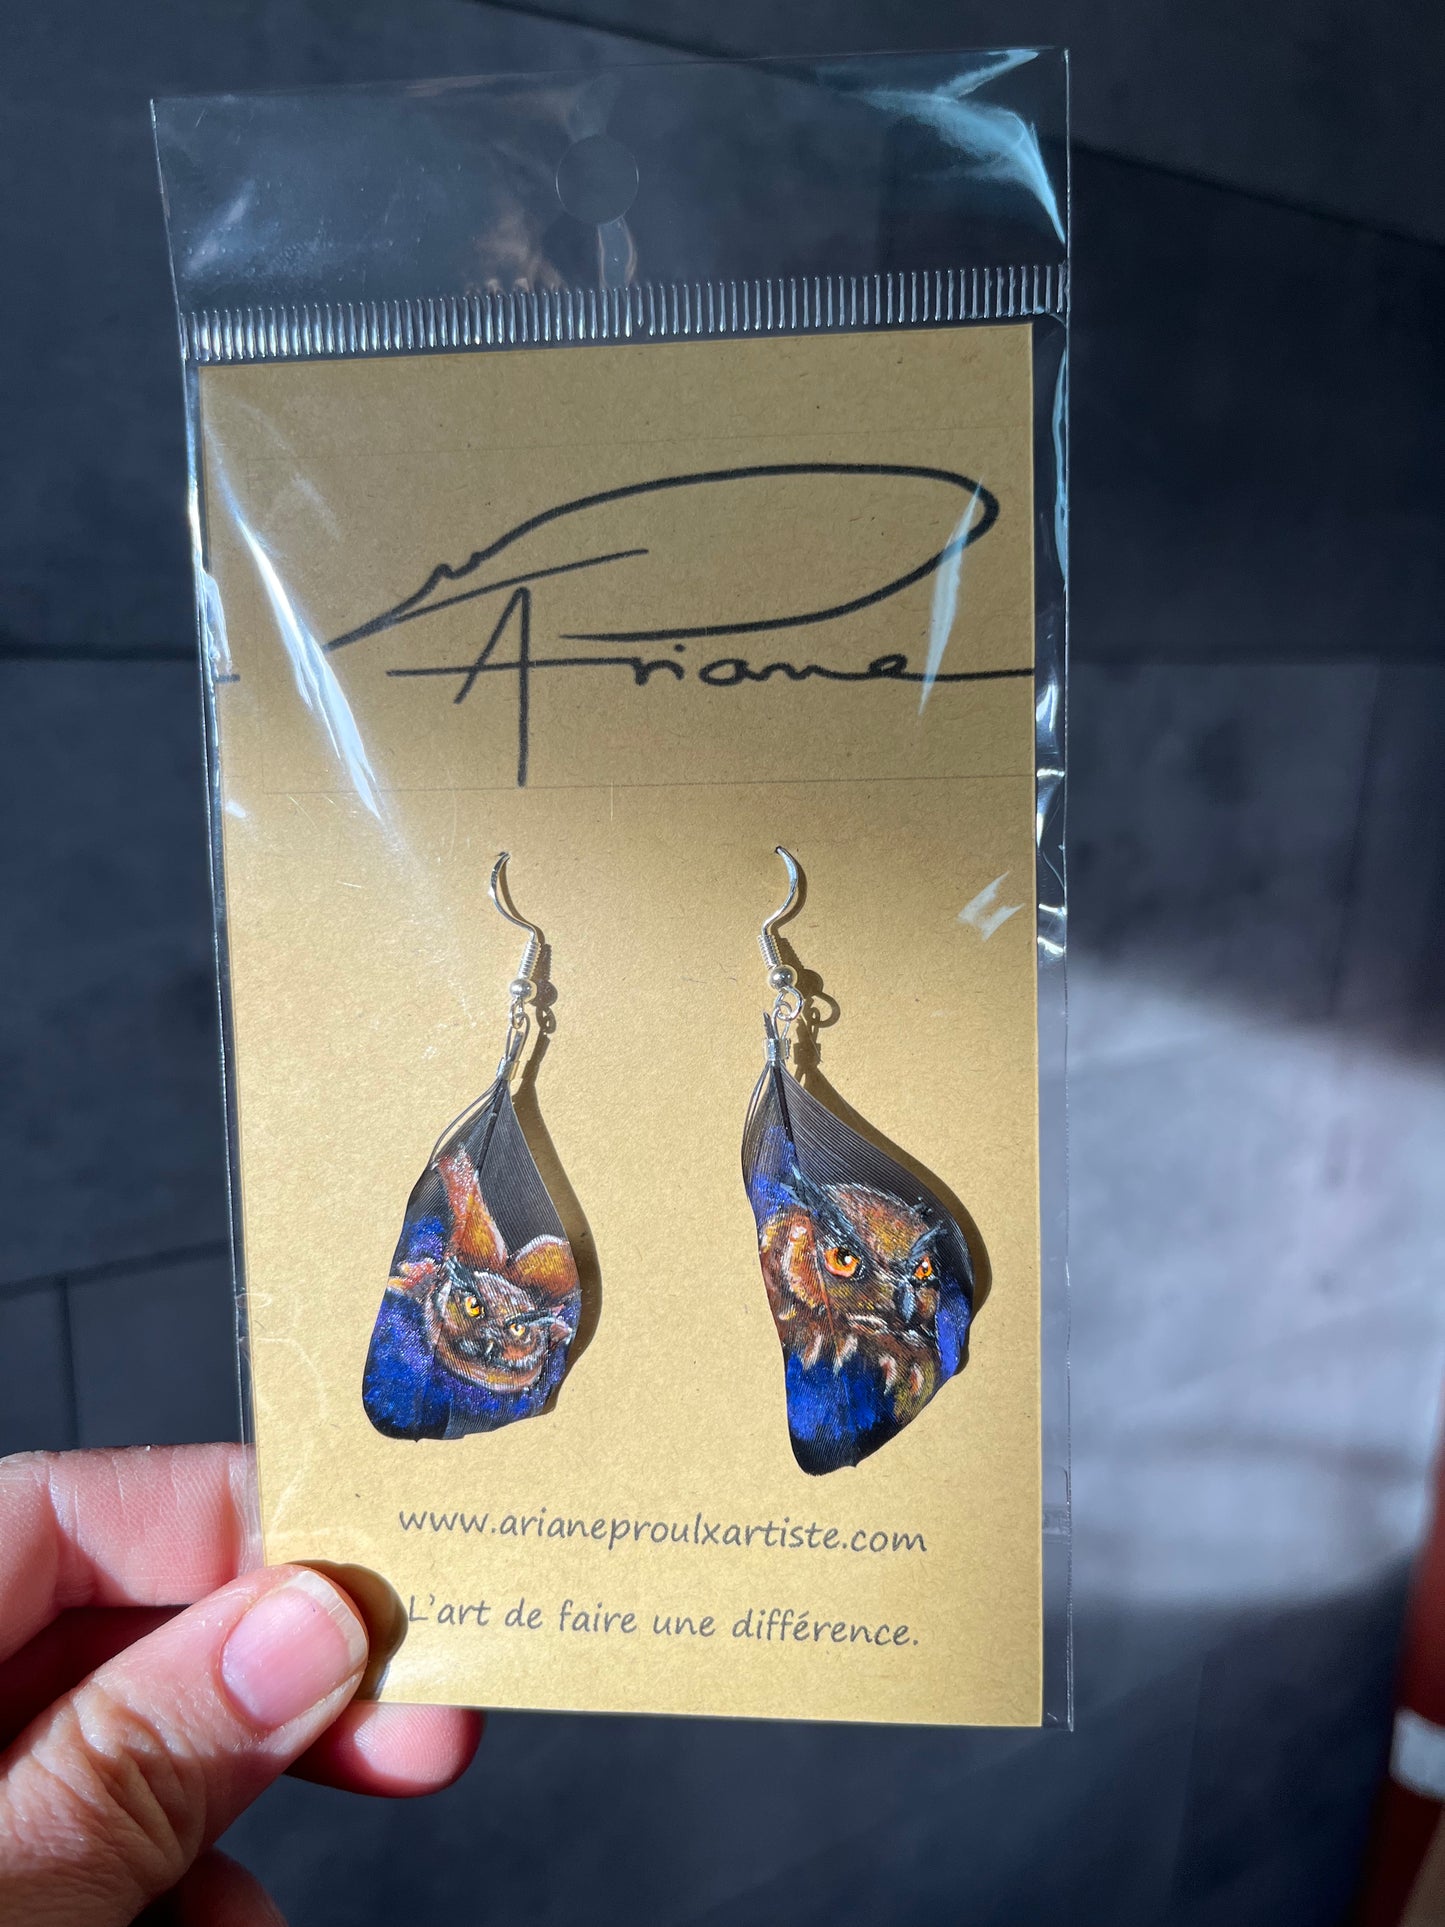 Ariane
www.arianeproulxartiste.com
L'art de faire une différence.